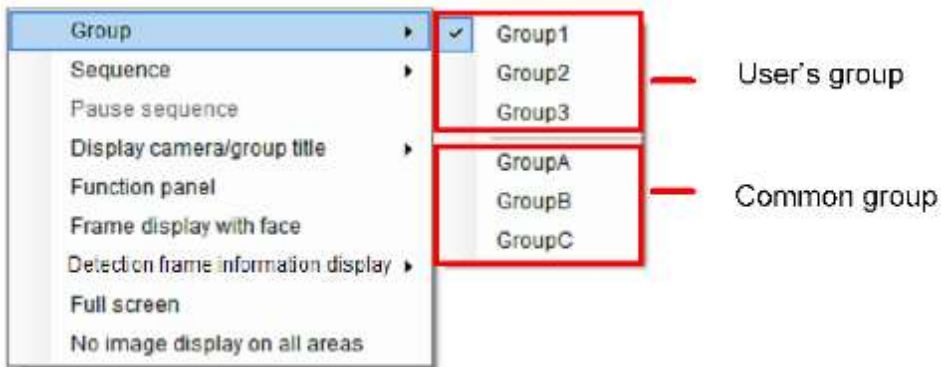 Group
Sequence
Pause sequence
Display camera/group title
Function panel
Frame display with face
Detection frame information display
Full screen
No image display on all areas
Group1
Group2
Group3
GroupA
GroupB
GroupC
User's group
Common group